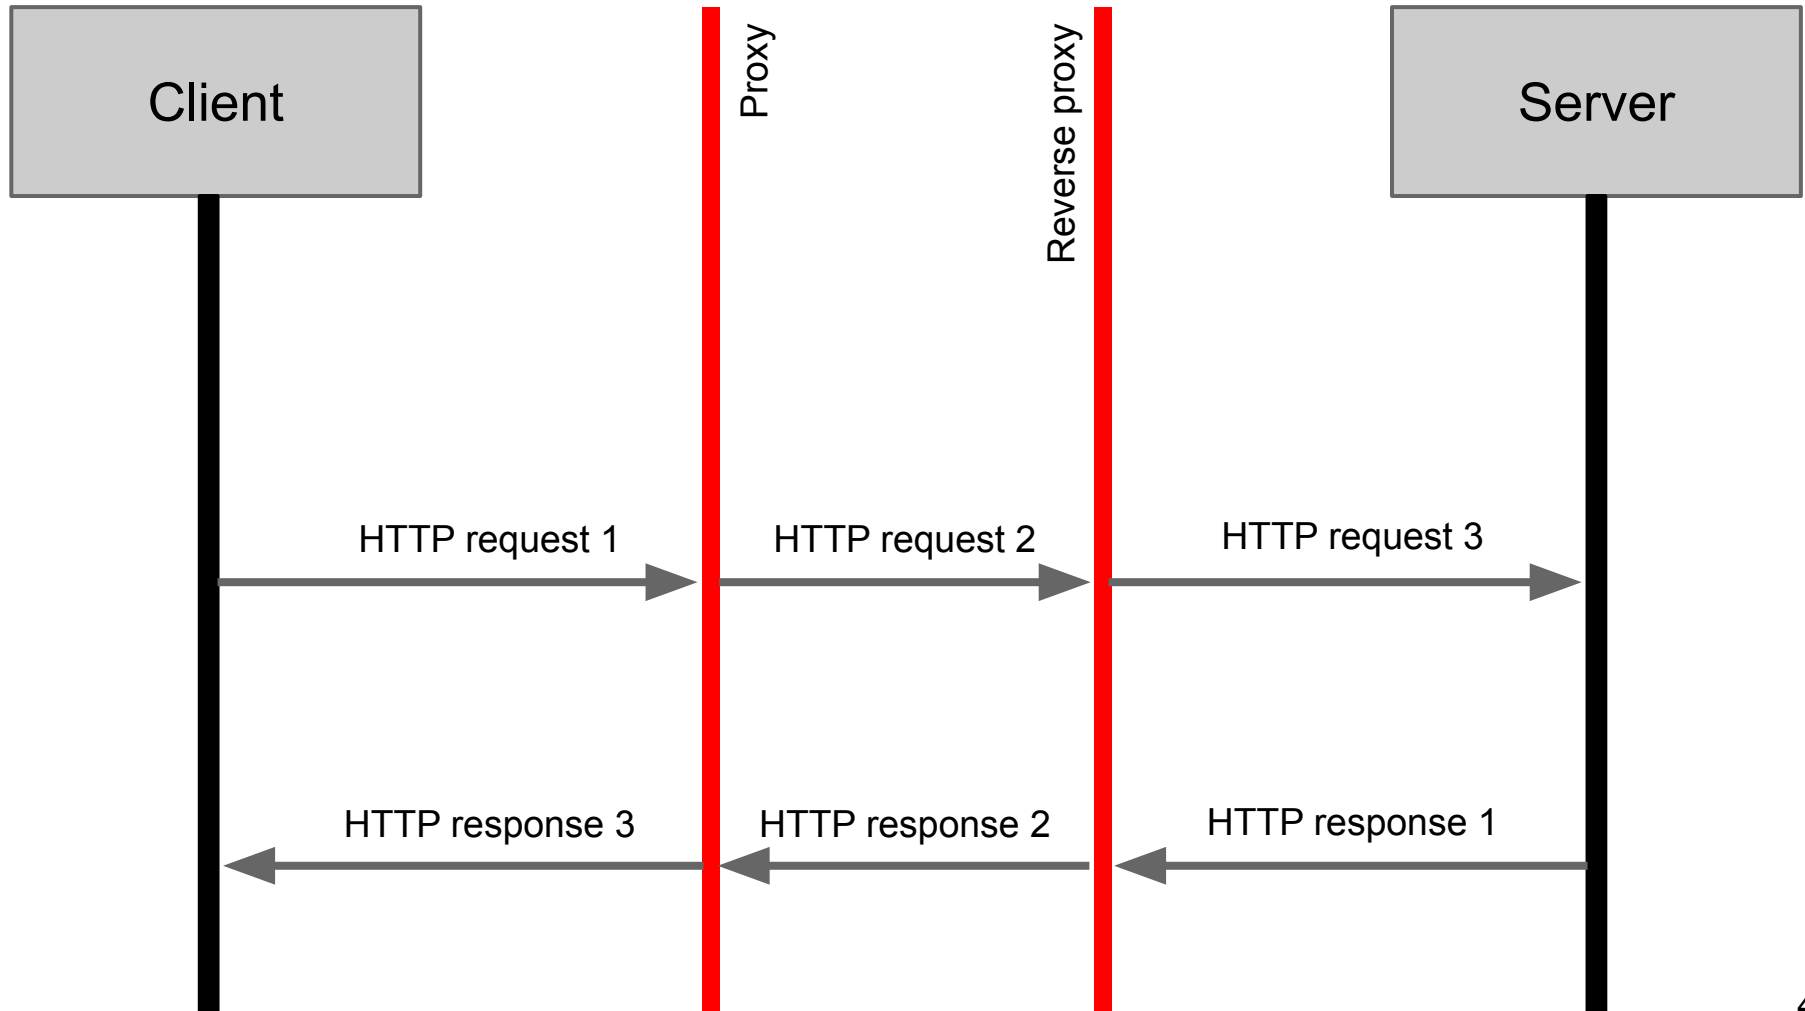 Client
Proxy
Reverse proxy
Server
HTTP request 1
HTTP request 2
HTTP request 3
HTTP response 3
HTTP response 2
HTTP response 1